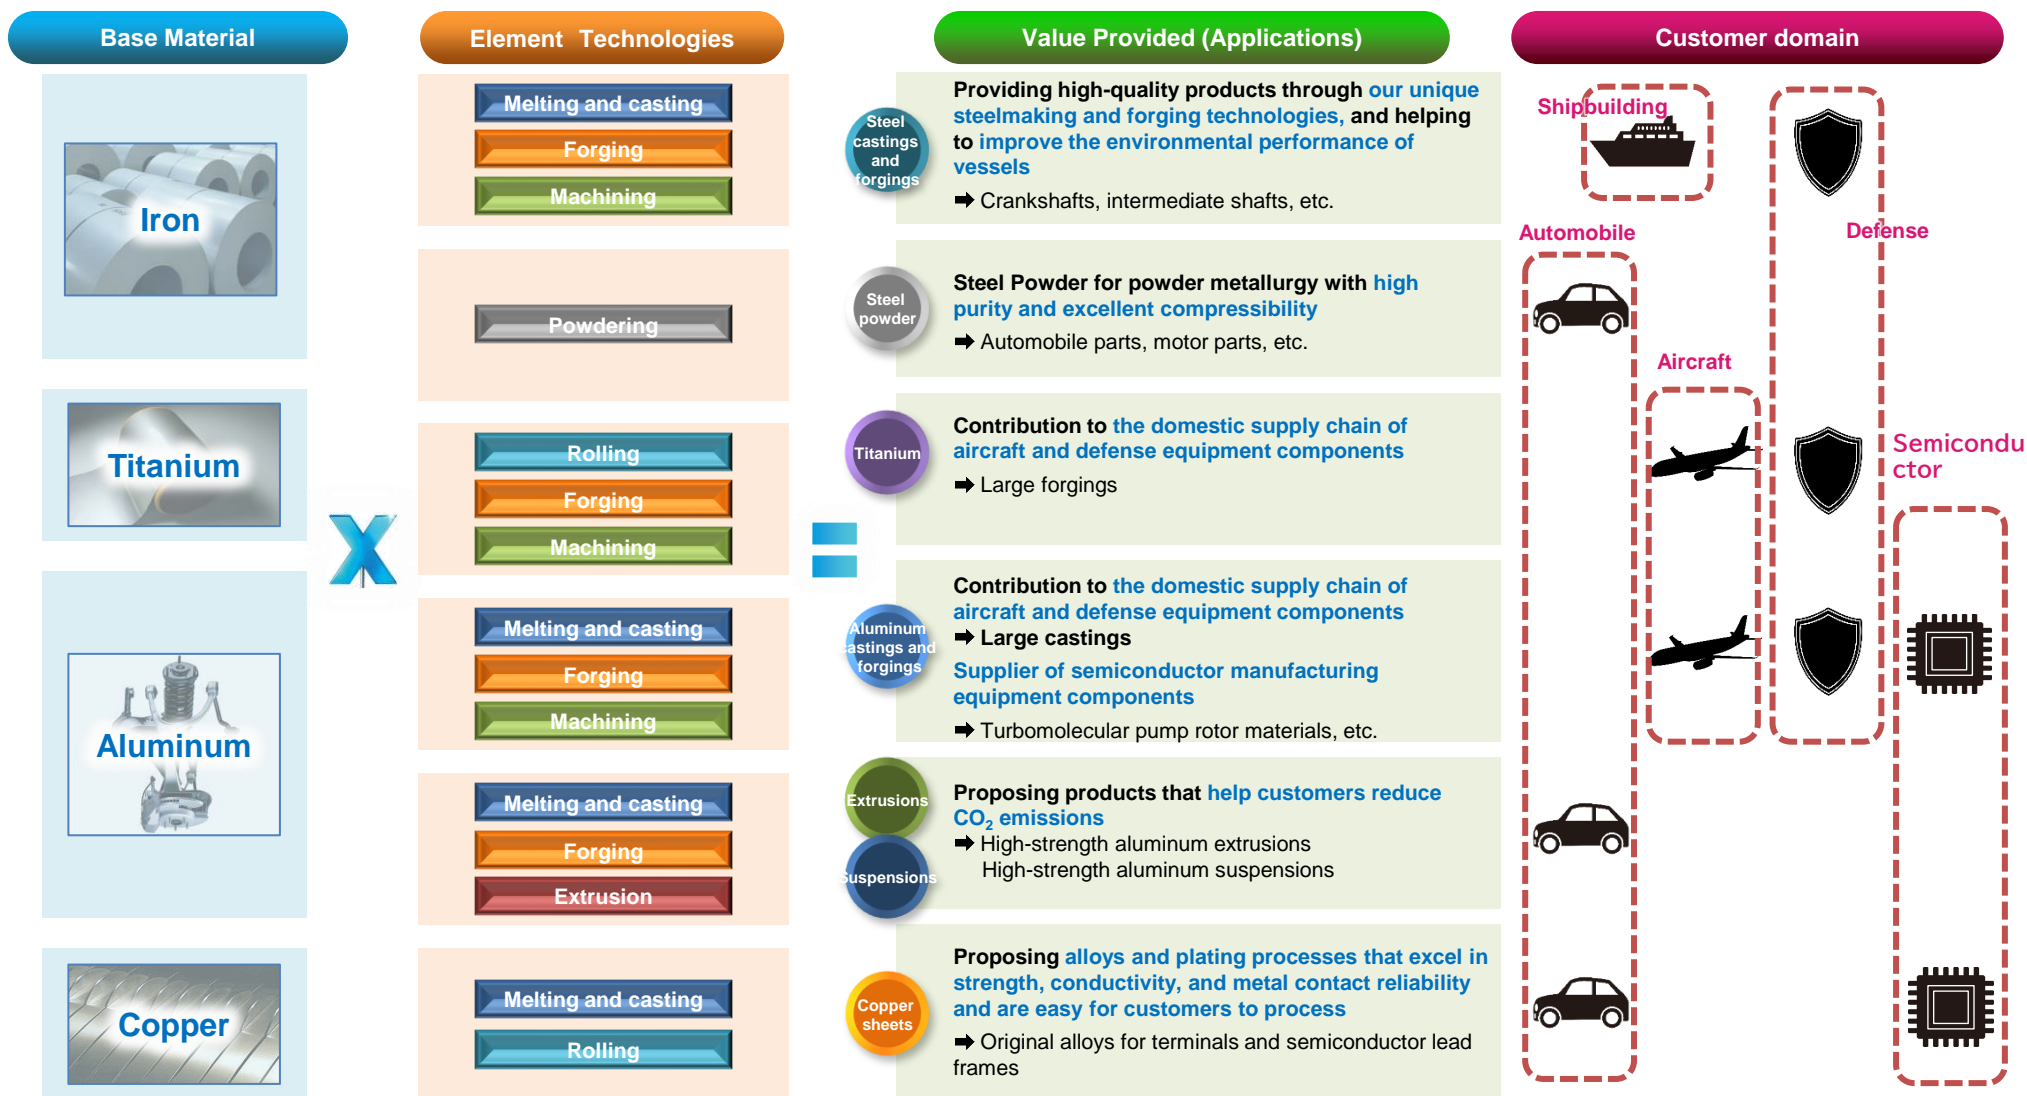 Base Material
Element Technologies
Value Provided (Applications)
Customer domain
Iron
Titanium
Aluminum
Copper
Melting and casting
Forging
Machining
Powdering
Rolling
Forging
Machining
Melting and casting
Forging
Machining
Melting and casting
Forging
Extrusion
Melting and casting
Rolling
X
=
Steel
castings
and
forgings
Providing high-quality products through our unique
steelmaking and forging technologies, and helping
to improve the environmental performance of
vessels
➡ Crankshafts, intermediate shafts, etc.
Steel
powder
Steel Powder for powder metallurgy with high
purity and excellent compressibility
➡ Automobile parts, motor parts, etc.
Titanium
Contribution to the domestic supply chain of
aircraft and defense equipment components
➡ Large forgings
Aluminum
castings and
forgings
Contribution to the domestic supply chain of
aircraft and defense equipment components
➡ Large castings
Supplier of semiconductor manufacturing
equipment components
➡ Turbomolecular pump rotor materials, etc.
Extrusions
Suspensions
Proposing products that help customers reduce
CO₂ emissions
➡ High-strength aluminum extrusions
High-strength aluminum suspensions
Copper
sheets
Proposing alloys and plating processes that excel in
strength, conductivity, and metal contact reliability
and are easy for customers to process
➡ Original alloys for terminals and semiconductor lead
frames
Shipbuilding
Automobile
Defense
Aircraft
Semicondu
ctor